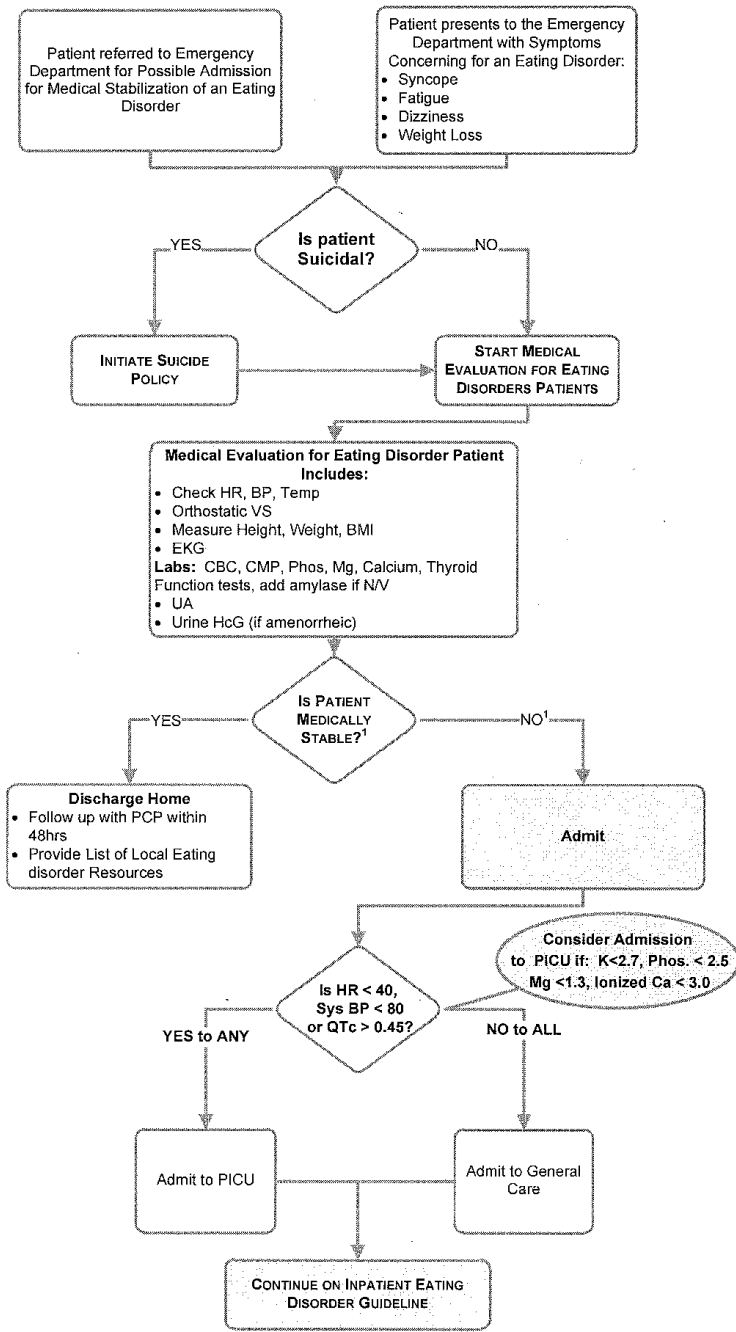 Patient referred to Emergency
Department for Possible Admission
for Medical Stabilization of an Eating
Disorder
Patient presents to the Emergency
Department with Symptoms
Concerning for an Eating Disorder:
• Syncope
• Fatigue
• Dizziness
• Weight Loss
Is patient
Suicidal?
YES
NO
INITIATE SUICIDE
POLICY
START MEDICAL
EVALUATION FOR EATING
DISORDERS PATIENTS
Medical Evaluation for Eating Disorder Patient
Includes:
• Check HR, BP, Temp
• Orthostatic VS
• Measure Height, Weight, BMI
• EKG
Labs: CBC, CMP, Phos, Mg, Calcium, Thyroid
Function tests, add amylase if N/V
• UA
• Urine HcG (if amenorrheic)
IS PATIENT
MEDICALLY
STABLE?¹
YES
NO¹
Discharge Home
• Follow up with PCP within
48hrs
• Provide List of Local Eating
disorder Resources
Admit
Consider Admission
to PICU if: K<2.7, Phos. < 2.5
Mg <1.3, Ionized Ca < 3.0
Is HR < 40,
Sys BP < 80
or QTc > 0.45?
YES to ANY
NO to ALL
Admit to PICU
Admit to General
Care
CONTINUE ON INPATIENT EATING
DISORDER GUIDELINE